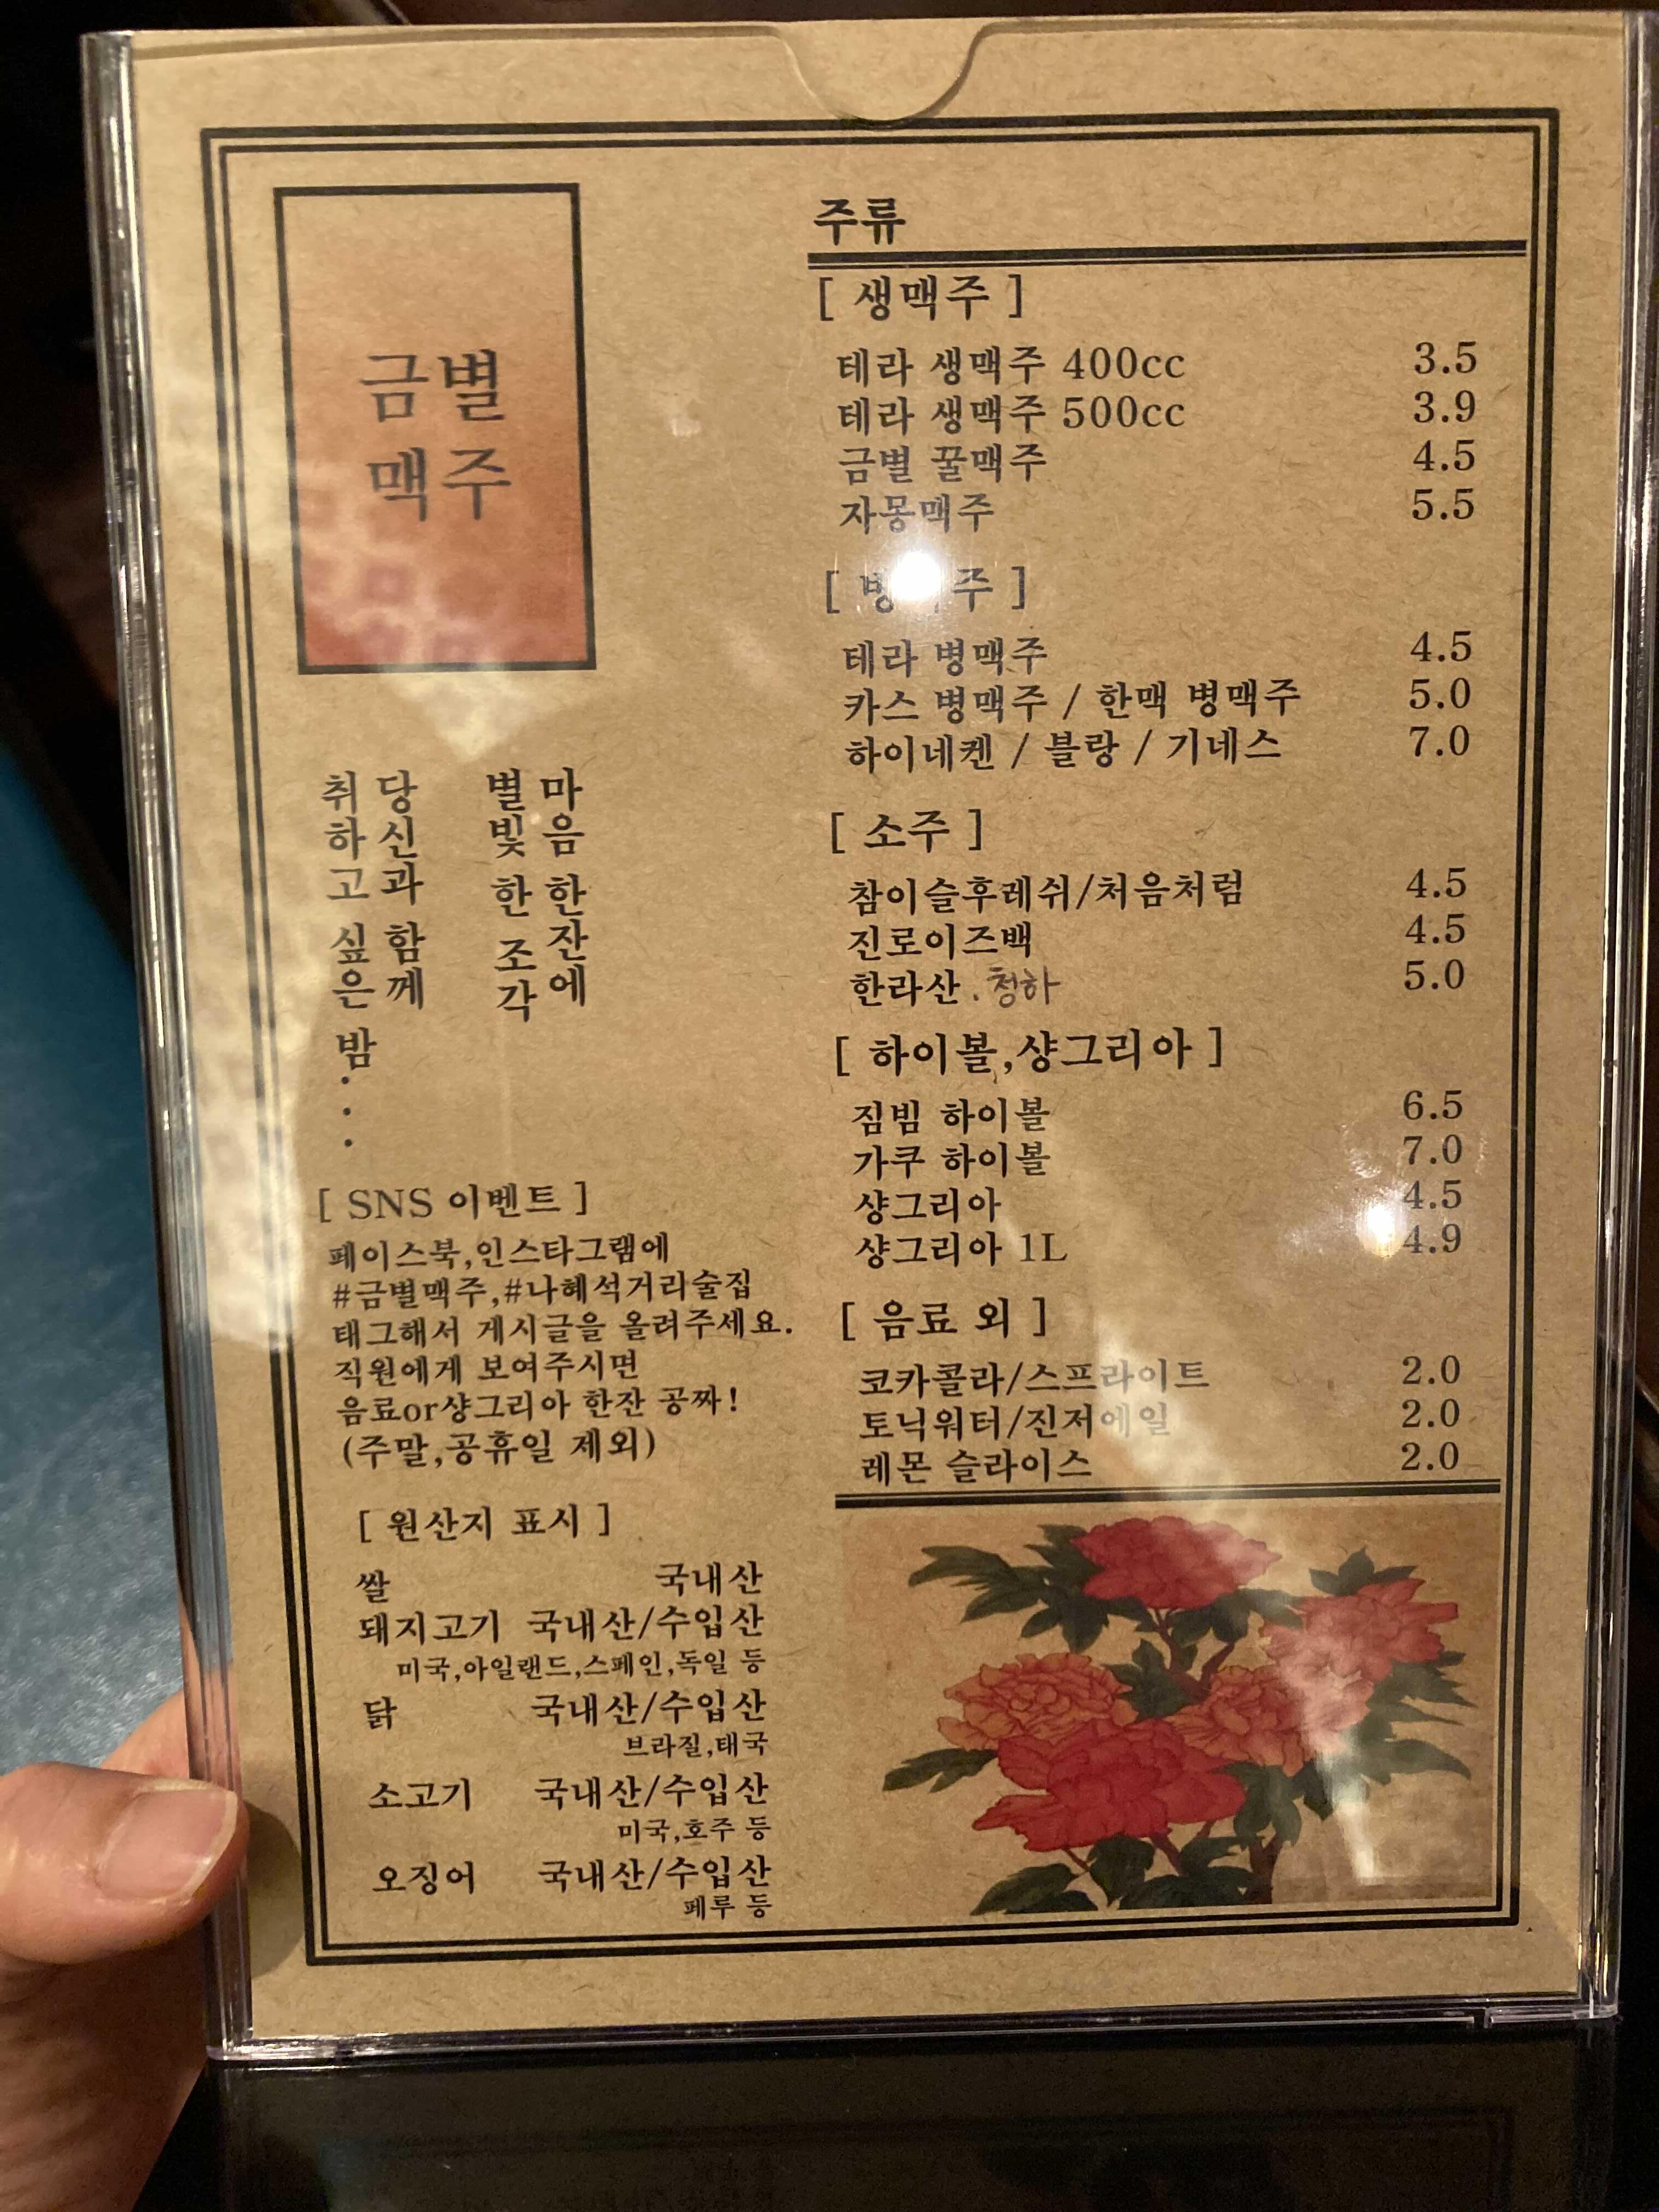 금별
맥주
마음 한잔에
별빛 한 조각
당신과 함께
취하고 싶은 밤...
[ SNS 이벤트 ]
페이스북,인스타그램에
#금별맥주,#나혜석거리술집
태그해서 게시글을 올려주세요.
직원에게 보여주시면
음료or샹그리아 한잔 공짜!
(주말,공휴일 제외)
[ 원산지 표시 ]
쌀 국내산
돼지고기 국내산/수입산
미국,아일랜드,스페인,독일 등
닭 국내산/수입산
브라질,태국
소고기 국내산/수입산
미국,호주 등
오징어 국내산/수입산
페루 등
주류
[ 생맥주 ]
테라 생맥주 400cc 3.5
테라 생맥주 500cc 3.9
금별 꿀맥주 4.5
자몽맥주 5.5
테라 병맥주 4.5
카스 병맥주 / 한맥 병맥주 5.0
하이네켄 / 블랑 / 기네스 7.0
[ 소주 ]
참이슬후레쉬/처음처럼 4.5
진로이즈백 4.5
한라산 . 청하 5.0
[ 하이볼,샹그리아 ]
짐빔 하이볼 6.5
가쿠 하이볼 7.0
샹그리아 4.5
샹그리아 1L 4.9
[ 음료 외 ]
코카콜라/스프라이트 2.0
토닉워터/진저에일 2.0
레몬 슬라이스 2.0